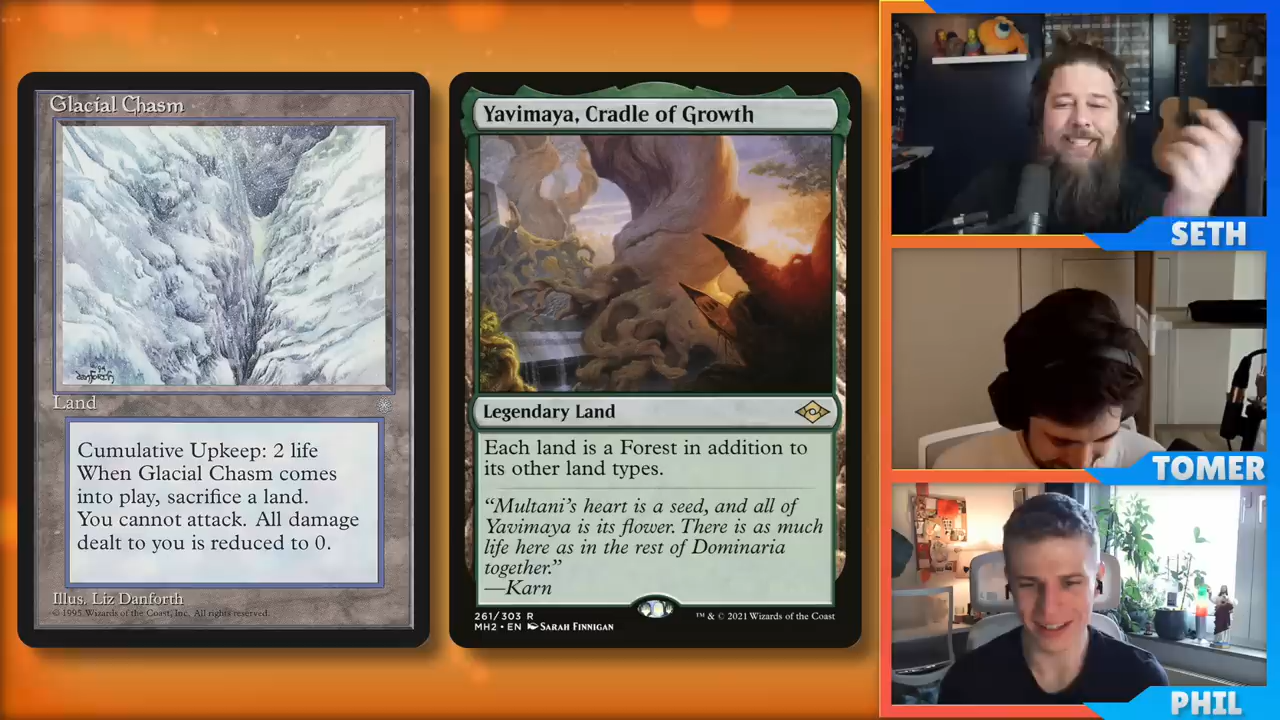 Glacial Chasm
Land
Cumulative Upkeep: 2 life
When Glacial Chasm comes
into play, sacrifice a land.
You cannot attack. All damage
dealt to you is reduced to 0.
Illus. Liz Danforth
© 1995 Wizards of the Coast, Inc. All rights reserved.
Yavimaya, Cradle of Growth
Legendary Land
Each land is a Forest in addition to
its other land types.
“Multani’s heart is a seed, and all of
Yavimaya is its flower. There is as much
life here as in the rest of Dominaria
together.”
—Karn
261/303 R
MH2 • EN Sarah Finnigan
™ & © 2021 Wizards of the Coast
SETH
TOMER
PHIL